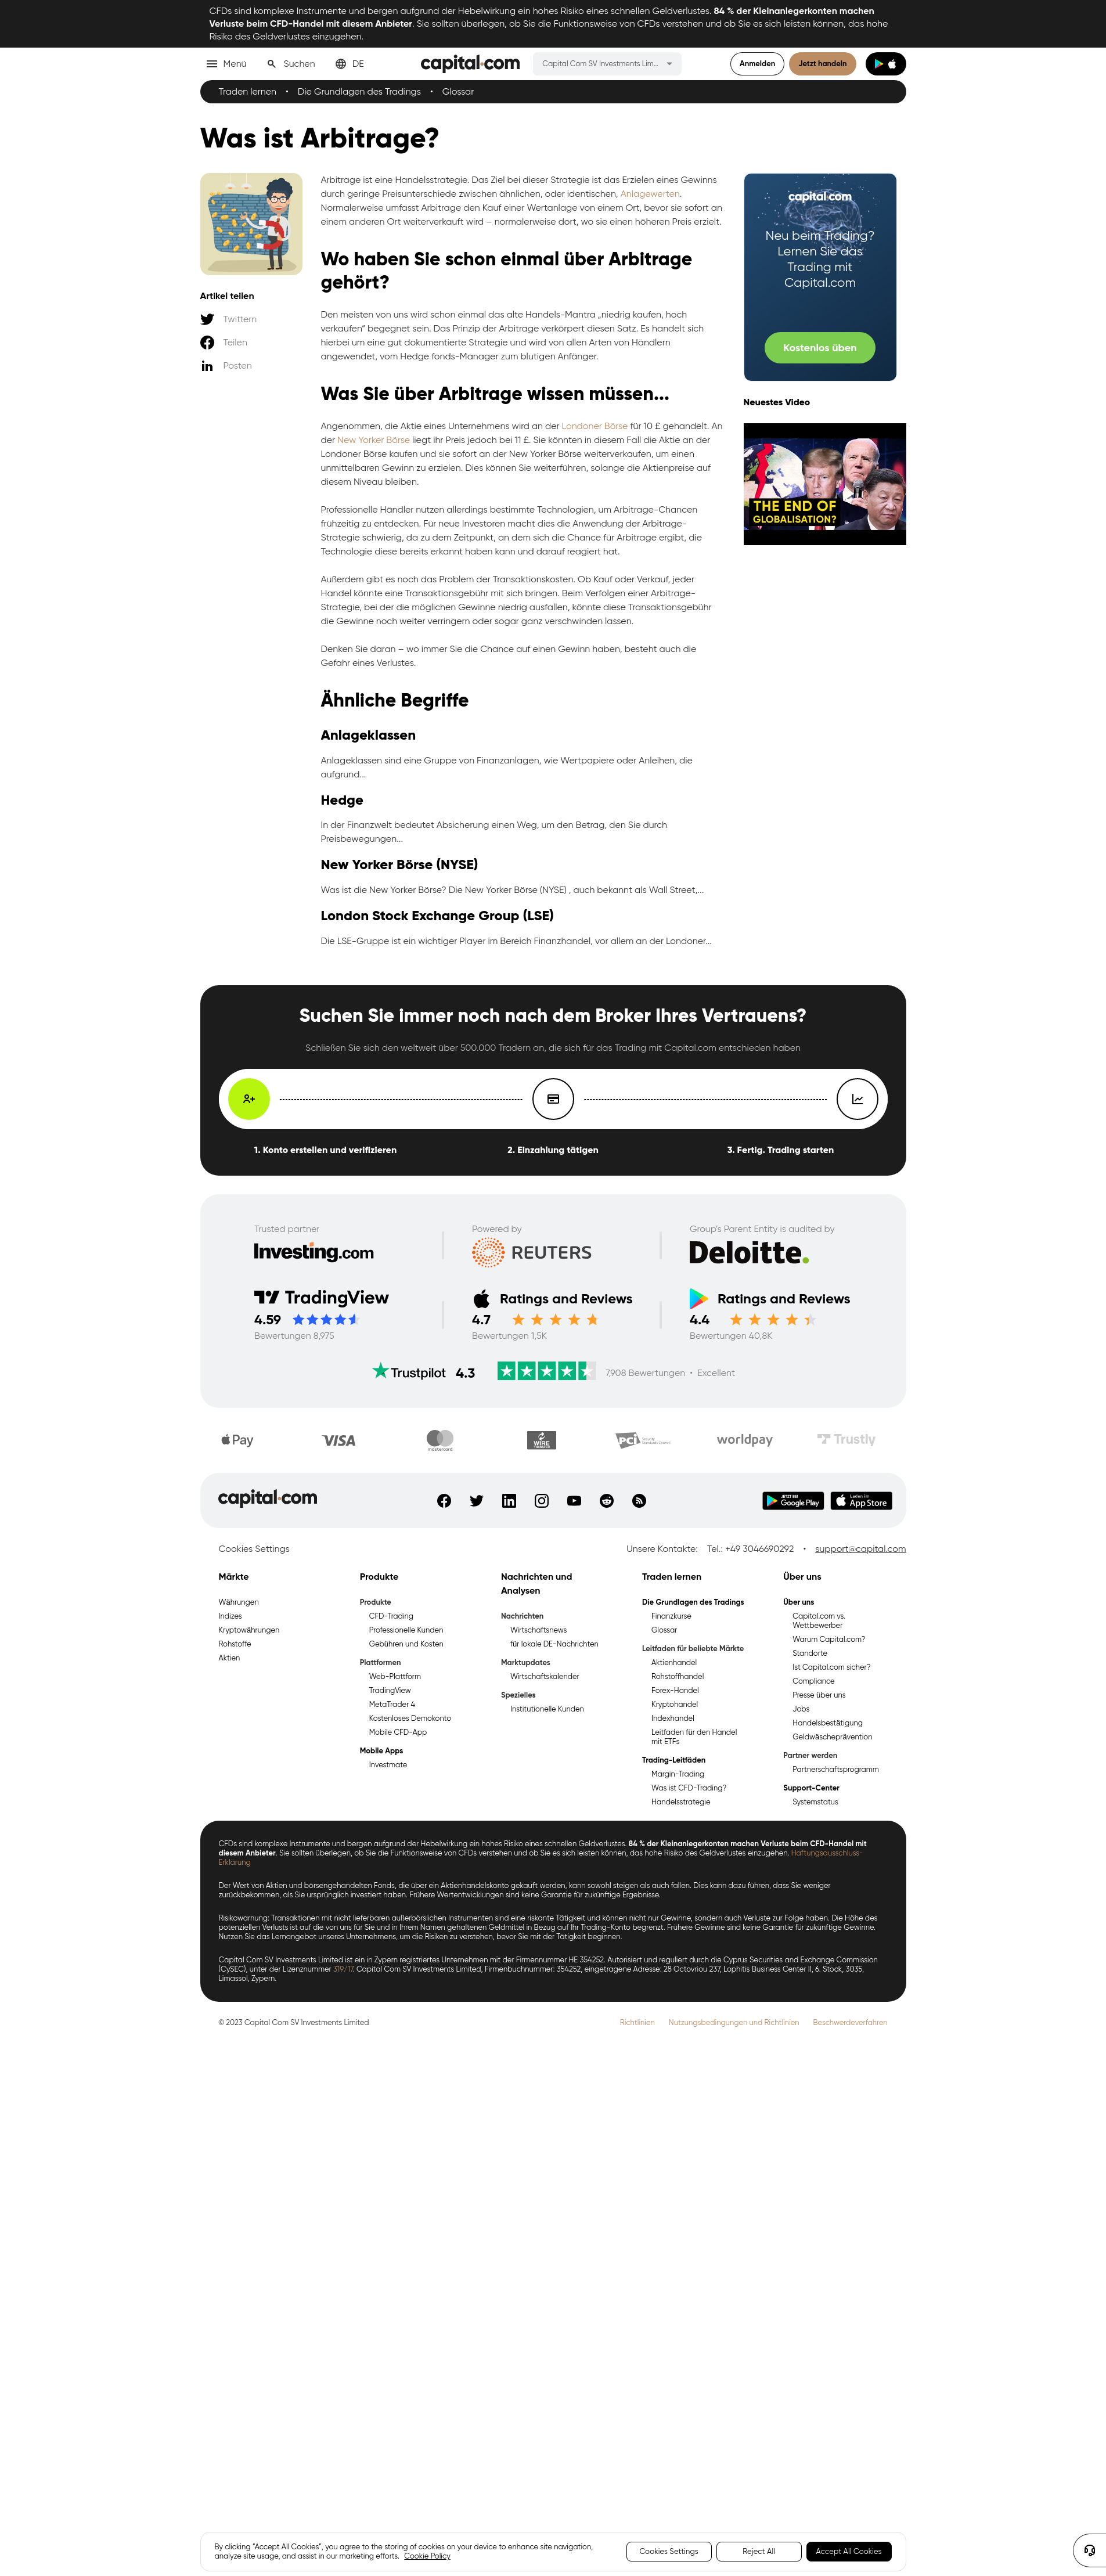 CFDs sind komplexe Instrumente und bergen aufgrund der Hebelwirkung ein hohes Risiko eines schnellen Geldverlustes. 84 % der Kleinanlegerkonten machen
Verluste beim CFD-Handel mit diesem Anbieter. Sie sollten überlegen, ob Sie die Funktionsweise von CFDs verstehen und ob Sie es sich leisten können, das hohe
Risiko des Geldverlustes einzugehen.
Menü
Suchen
DE
capital.com
Capital Com SV Investments Lim...
Anmelden
Jetzt handeln
Traden lernen • Die Grundlagen des Tradings • Glossar
Was ist Arbitrage?
Artikel teilen
Twittern
Teilen
Posten
Arbitrage ist eine Handelsstrategie. Das Ziel bei dieser Strategie ist das Erzielen eines Gewinns
durch geringe Preisunterschiede zwischen ähnlichen, oder identischen, Anlagewerten.
Normalerweise umfasst Arbitrage den Kauf einer Wertanlage von einem Ort, bevor sie sofort an
einem anderen Ort weiterverkauft wird – normalerweise dort, wo sie einen höheren Preis erzielt.
Wo haben Sie schon einmal über Arbitrage
gehört?
Den meisten von uns wird schon einmal das alte Handels-Mantra „niedrig kaufen, hoch
verkaufen“ begegnet sein. Das Prinzip der Arbitrage verkörpert diesen Satz. Es handelt sich
hierbei um eine gut dokumentierte Strategie und wird von allen Arten von Händlern
angewendet, vom Hedge fonds-Manager zum blutigen Anfänger.
Was Sie über Arbitrage wissen müssen...
Angenommen, die Aktie eines Unternehmens wird an der Londoner Börse für 10 £ gehandelt. An
der New Yorker Börse liegt ihr Preis jedoch bei 11 £. Sie könnten in diesem Fall die Aktie an der
Londoner Börse kaufen und sie sofort an der New Yorker Börse weiterverkaufen, um einen
unmittelbaren Gewinn zu erzielen. Dies können Sie weiterführen, solange die Aktienpreise auf
diesem Niveau bleiben.
Professionelle Händler nutzen allerdings bestimmte Technologien, um Arbitrage-Chancen
frühzeitig zu entdecken. Für neue Investoren macht dies die Anwendung der Arbitrage-
Strategie schwierig, da zu dem Zeitpunkt, an dem sich die Chance für Arbitrage ergibt, die
Technologie diese bereits erkannt haben kann und darauf reagiert hat.
Außerdem gibt es noch das Problem der Transaktionskosten. Ob Kauf oder Verkauf, jeder
Handel könnte eine Transaktionsgebühr mit sich bringen. Beim Verfolgen einer Arbitrage-
Strategie, bei der die möglichen Gewinne niedrig ausfallen, könnte diese Transaktionsgebühr
die Gewinne noch weiter verringern oder sogar ganz verschwinden lassen.
Denken Sie daran – wo immer Sie die Chance auf einen Gewinn haben, besteht auch die
Gefahr eines Verlustes.
Ähnliche Begriffe
Anlageklassen
Anlageklassen sind eine Gruppe von Finanzanlagen, wie Wertpapiere oder Anleihen, die
aufgrund...
Hedge
In der Finanzwelt bedeutet Absicherung einen Weg, um den Betrag, den Sie durch
Preisbewegungen...
New Yorker Börse (NYSE)
Was ist die New Yorker Börse? Die New Yorker Börse (NYSE) , auch bekannt als Wall Street,...
London Stock Exchange Group (LSE)
Die LSE-Gruppe ist ein wichtiger Player im Bereich Finanzhandel, vor allem an der Londoner...
capital.com
Neu beim Trading?
Lernen Sie das
Trading mit
Capital.com
Kostenlos üben
Neuestes Video
THE END OF
GLOBALISATION?
Suchen Sie immer noch nach dem Broker Ihres Vertrauens?
Schließen Sie sich den weltweit über 500.000 Tradern an, die sich für das Trading mit Capital.com entschieden haben
1. Konto erstellen und verifizieren
2. Einzahlung tätigen
3. Fertig. Trading starten
Trusted partner
Investing.com
Powered by
REUTERS
Group's Parent Entity is audited by
Deloitte.
TradingView
4.59
Bewertungen 8,975
Ratings and Reviews
4.7
Bewertungen 1,5K
Ratings and Reviews
4.4
Bewertungen 40,8K
Trustpilot 4.3
7,908 Bewertungen • Excellent
Pay
VISA
mastercard
WIRE
PCI
worldpay
Trustly
capital.com
JETZT BEI
Google Play
Laden im
App Store
Cookies Settings
Unsere Kontakte: Tel.: +49 3046690292 • support@capital.com
Märkte
Währungen
Indizes
Kryptowährungen
Rohstoffe
Aktien
Produkte
Produkte
CFD-Trading
Professionelle Kunden
Gebühren und Kosten
Plattformen
Web-Plattform
TradingView
MetaTrader 4
Kostenloses Demokonto
Mobile CFD-App
Mobile Apps
Investmate
Nachrichten und
Analysen
Nachrichten
Wirtschaftsnews
für lokale DE-Nachrichten
Marktupdates
Wirtschaftskalender
Spezielles
Institutionelle Kunden
Traden lernen
Die Grundlagen des Tradings
Finanzkurse
Glossar
Leitfaden für beliebte Märkte
Aktienhandel
Rohstoffhandel
Forex-Handel
Kryptohandel
Indexhandel
Leitfaden für den Handel
mit ETFs
Trading-Leitfäden
Margin-Trading
Was ist CFD-Trading?
Handelsstrategie
Über uns
Über uns
Capital.com vs.
Wettbewerber
Warum Capital.com?
Standorte
Ist Capital.com sicher?
Compliance
Presse über uns
Jobs
Handelsbestätigung
Geldwäscheprävention
Partner werden
Partnerschaftsprogramm
Support-Center
Systemstatus
CFDs sind komplexe Instrumente und bergen aufgrund der Hebelwirkung ein hohes Risiko eines schnellen Geldverlustes. 84 % der Kleinanlegerkonten machen Verluste beim CFD-Handel mit
diesem Anbieter. Sie sollten überlegen, ob Sie die Funktionsweise von CFDs verstehen und ob Sie es sich leisten können, das hohe Risiko des Geldverlustes einzugehen. Haftungsausschluss-
Erklärung
Der Wert von Aktien und börsengehandelten Fonds, die über ein Aktienhandelskonto gekauft werden, kann sowohl steigen als auch fallen. Dies kann dazu führen, dass Sie weniger
zurückbekommen, als Sie ursprünglich investiert haben. Frühere Wertentwicklungen sind keine Garantie für zukünftige Ergebnisse.
Risikowarnung: Transaktionen mit nicht lieferbaren außerbörslichen Instrumenten sind eine riskante Tätigkeit und können nicht nur Gewinne, sondern auch Verluste zur Folge haben. Die Höhe des
potenziellen Verlusts ist auf die von uns für Sie und in Ihrem Namen gehaltenen Geldmittel in Bezug auf Ihr Trading-Konto begrenzt. Frühere Gewinne sind keine Garantie für zukünftige Gewinne.
Nutzen Sie das Lernangebot unseres Unternehmens, um die Risiken zu verstehen, bevor Sie mit der Tätigkeit beginnen.
Capital Com SV Investments Limited ist ein in Zypern registriertes Unternehmen mit der Firmennummer HE 354252. Autorisiert und reguliert durch die Cyprus Securities and Exchange Commission
(CySEC), unter der Lizenznummer 319/17. Capital Com SV Investments Limited, Firmenbuchnummer: 354252, eingetragene Adresse: 28 Octovriou 237, Lophitis Business Center II, 6. Stock, 3035,
Limassol, Zypern.
© 2023 Capital Com SV Investments Limited
Richtlinien
Nutzungsbedingungen und Richtlinien
Beschwerdeverfahren
By clicking “Accept All Cookies”, you agree to the storing of cookies on your device to enhance site navigation,
analyze site usage, and assist in our marketing efforts. Cookie Policy
Cookies Settings
Reject All
Accept All Cookies